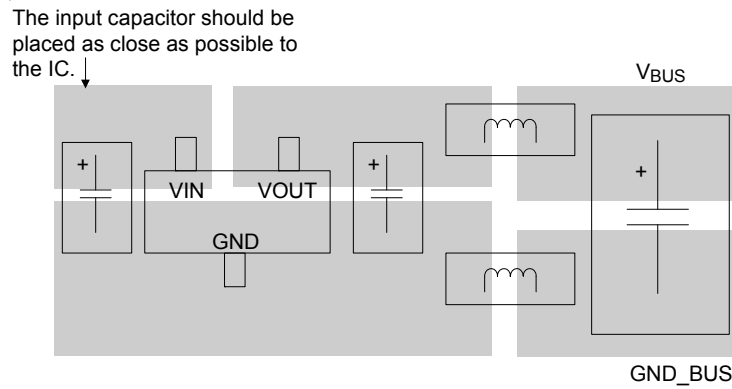 The input capacitor should be
placed as close as possible to
the IC.
VBUS
+
+
+
VIN
VOUT
GND
GND_BUS